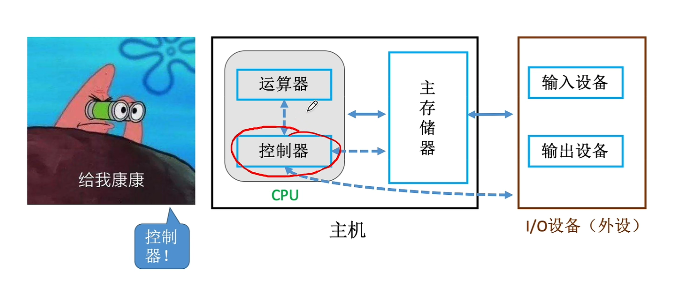 给我康康
控制
器！
运算器
控制器
CPU
主
存
储
器
主机
输入设备
输出设备
I/O设备（外设）